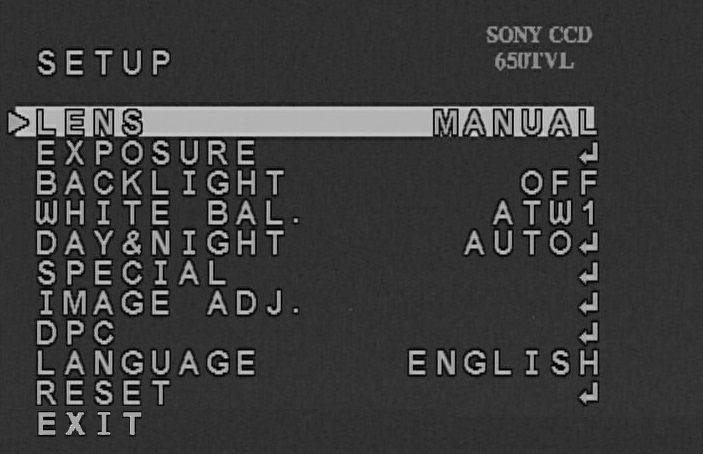 SONY CCD
650TVL
SETUP
>LENS MANUAL
EXPOSURE ↲
BACKLIGHT OFF
WHITE BAL. ATW1
DAY&NIGHT AUTO↲
SPECIAL ↲
IMAGE ADJ. ↲
DPC ↲
LANGUAGE ENGLISH
RESET ↲
EXIT